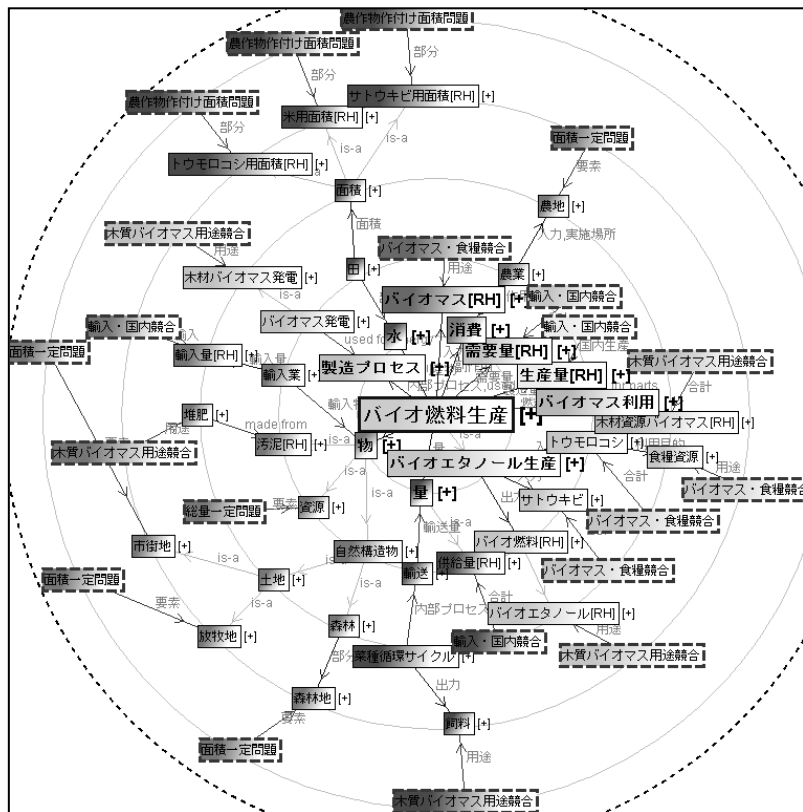 農作物作付け面積問題
農作物作付け面積問題
部分
部分
サトウキビ用面積[RH] [+]
農作物作付け面積問題
米用面積[RH] [+]
部分
is-a
is-a
面積一定問題
トウモロコシ用面積[RH] [+]
要素
面積 [+]
農地 [+]
木質バイオマス用途競合
面積
入力,実施場所
用途
バイオマス・食糧競合
木材バイオマス発電 [+]
田 [+]
用途
農業 [+]
is-a
バイオマス[RH] [+]
輸入・国内競合
バイオマス発電 [+]
水 [+]
消費 [+]
輸入・国内競合
輸入
輸入・国内競合
国内生産
面積一定問題
輸入量[RH] [+]
輸入量
需要量[RH] [+]
木質バイオマス用途競合
輸入業 [+]
製造プロセス [+]
生産量[RH] [+]
合計
バイオマス利用 [+]
堆肥 [+]
made from
バイオ燃料生産 [+]
木材資源バイオマス[RH] [+]
汚泥[RH] [+]
物 [+]
トウモロコシ [+]
木質バイオマス用途競合
食糧資源 [+]
バイオエタノール生産 [+]
合計
用途
is-a
量 [+]
出力
サトウキビ [+]
バイオマス・食糧競合
総量一定問題
要素
資源 [+]
輸送量
バイオマス・食糧競合
市街地 [+]
自然構造物 [+]
バイオ燃料[RH] [+]
is-a
is-a
供給量[RH] [+]
バイオマス・食糧競合
面積一定問題
土地 [+]
輸送 [+]
is-a
合計
要素
is-a
内部プロセス
バイオエタノール[RH] [+]
放牧地 [+]
森林 [+]
用途
輸入・国内競合
菜種循環サイクル [+]
木質バイオマス用途競合
出力
森林地 [+]
要素
飼料 [+]
面積一定問題
用途
木質バイオマス用途競合